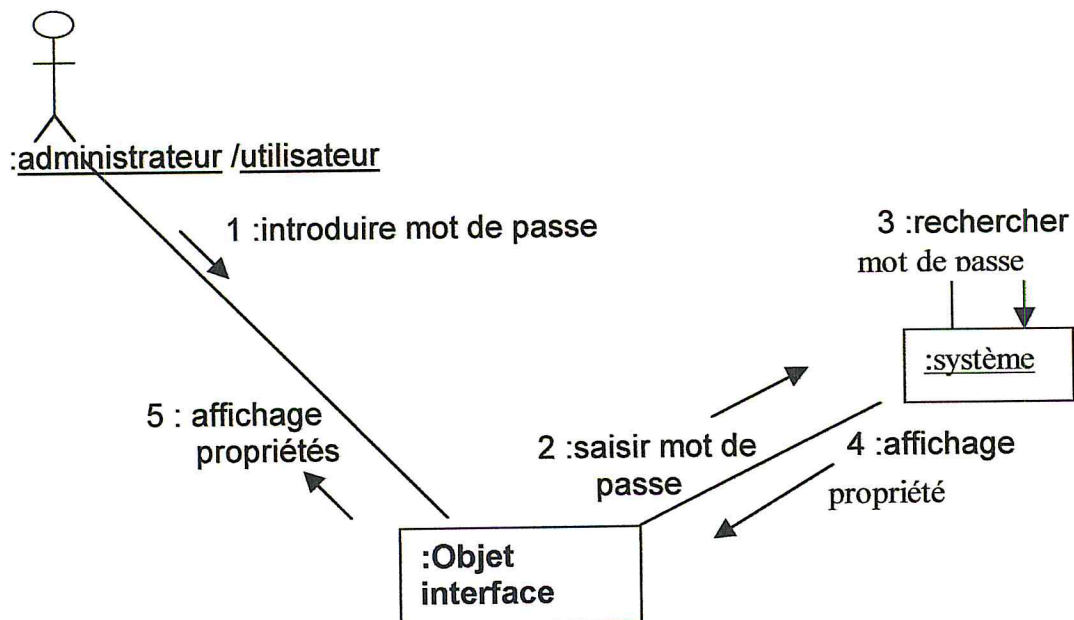 :administrateur /utilisateur
1 :introduire mot de passe
3 :rechercher
mot de passe
:système
5 : affichage
propriétés
2 :saisir mot de
passe
4 :affichage
propriété
:Objet
interface